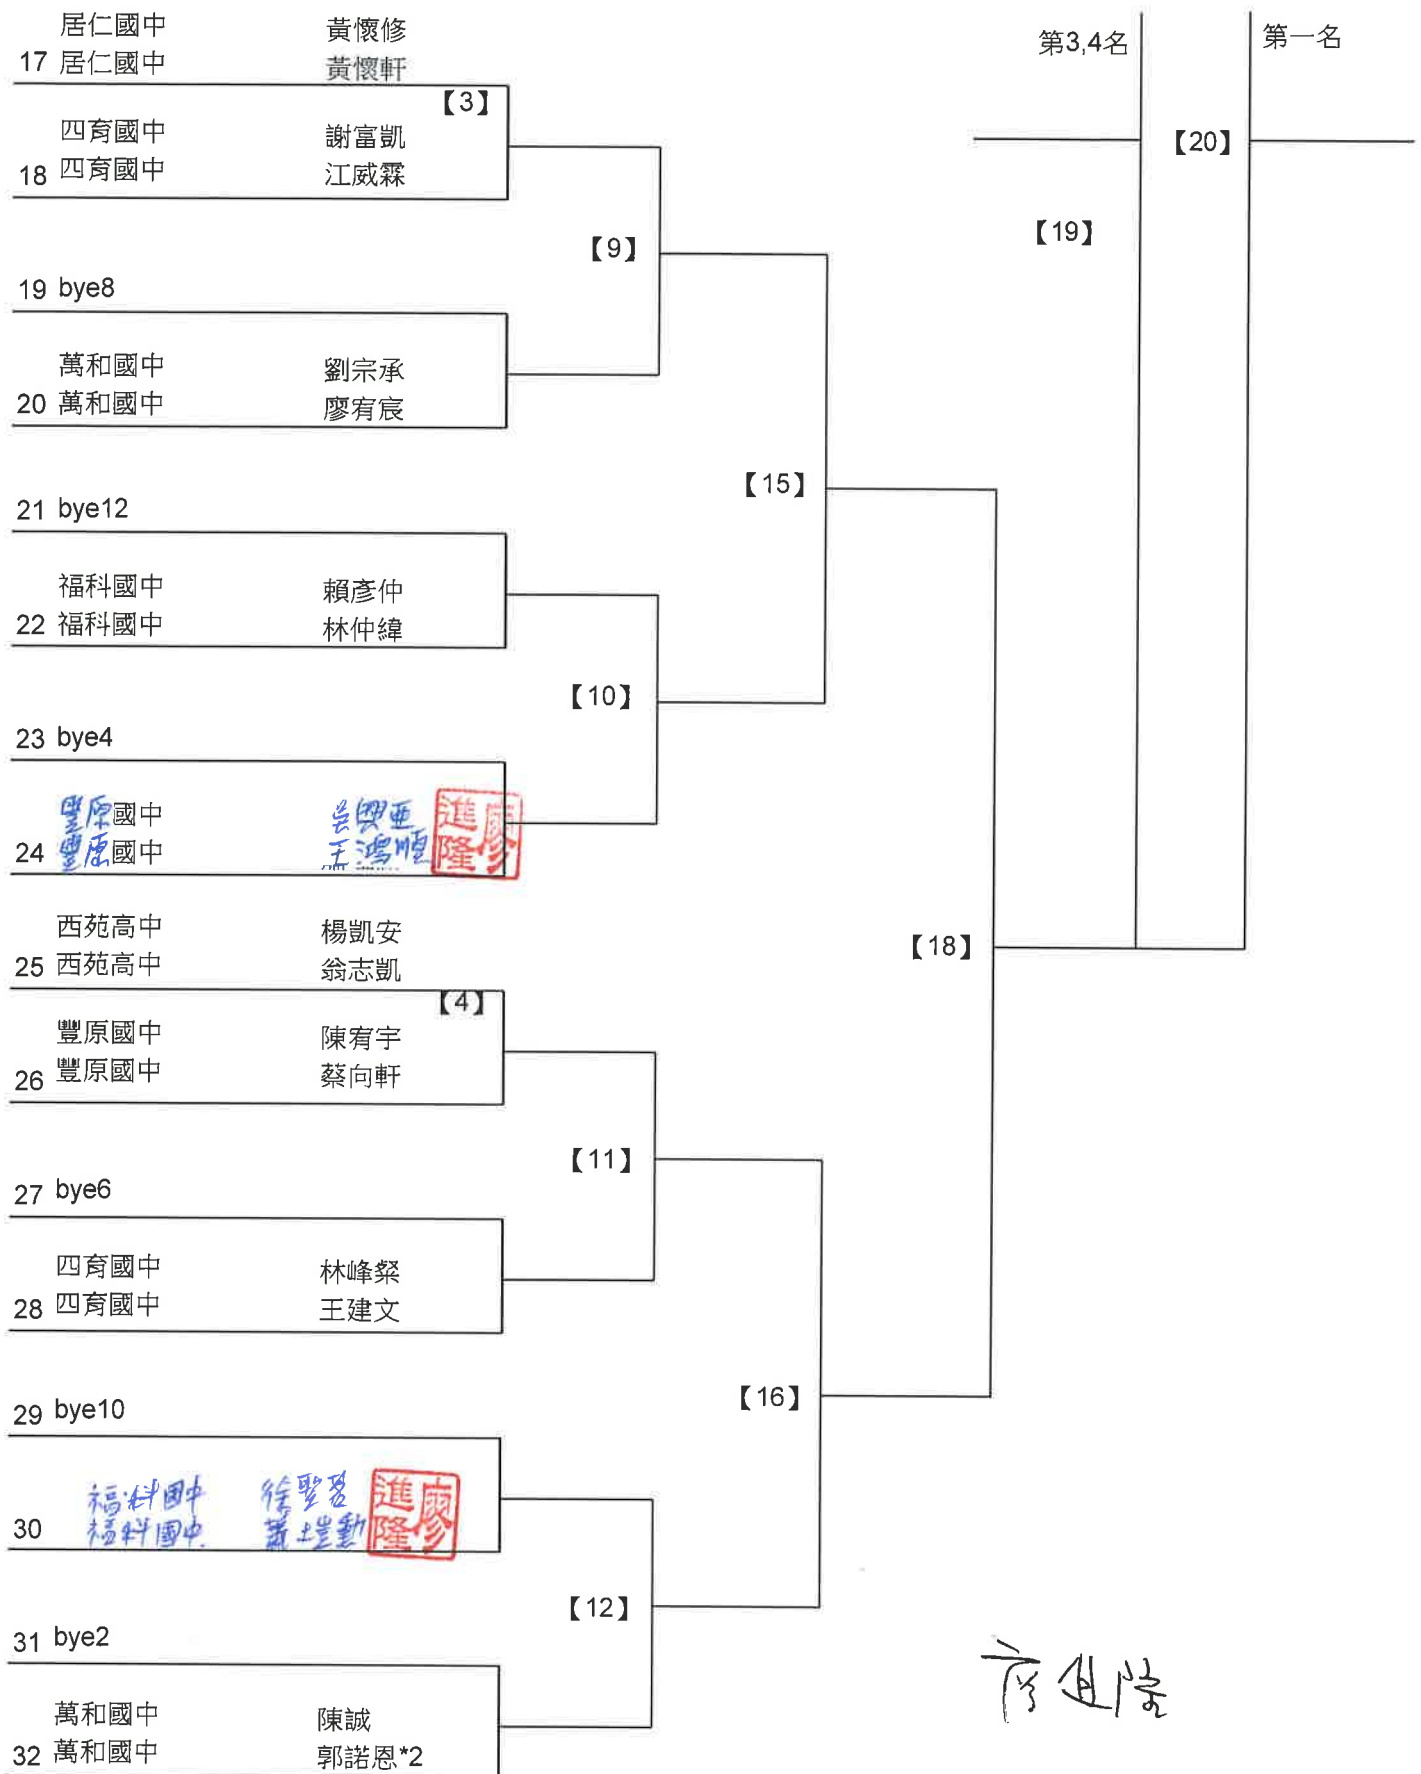 居仁國中 黃懷修
17 居仁國中 黃懷軒
【3】
四育國中 謝富凱
18 四育國中 江威霖
【9】
19 bye8
萬和國中 劉宗承
20 萬和國中 廖宥宸
【15】
21 bye12
福科國中 賴彥仲
22 福科國中 林仲緯
【10】
23 bye4
豐原國中 吳興亜
24 豐原國中 王鴻順
廖進隆
【18】
西苑高中 楊凱安
25 西苑高中 翁志凱
【4】
豐原國中 陳宥宇
26 豐原國中 蔡向軒
【11】
27 bye6
四育國中 林峰粲
28 四育國中 王建文
【16】
29 bye10
福科國中
30 福科國中
廖進隆
【12】
31 bye2
萬和國中 陳誠
32 萬和國中 郭諾恩*2
第3,4名 第一名
【20】
【19】
廖進隆